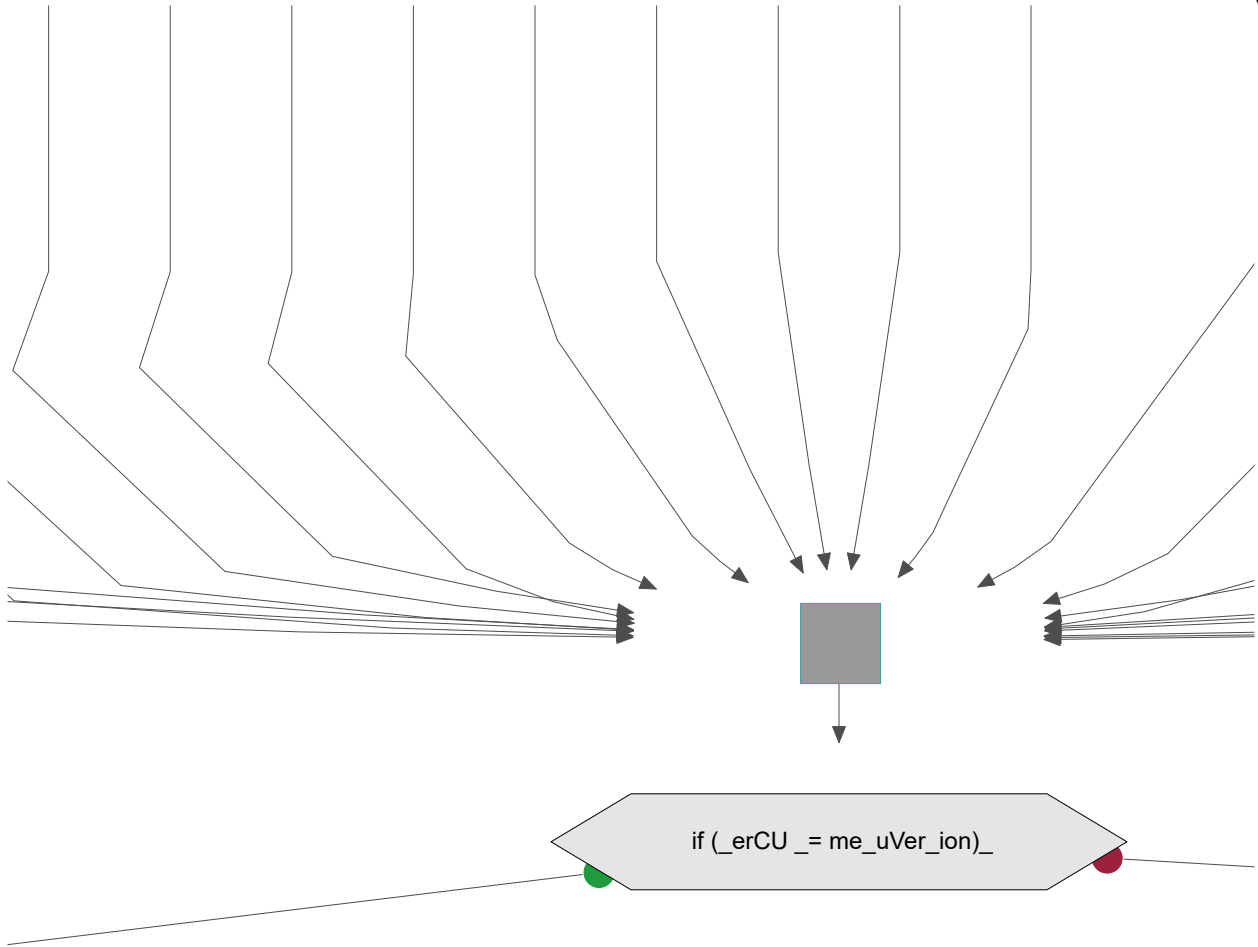 if (_erCU _= me_uVer_ion)_